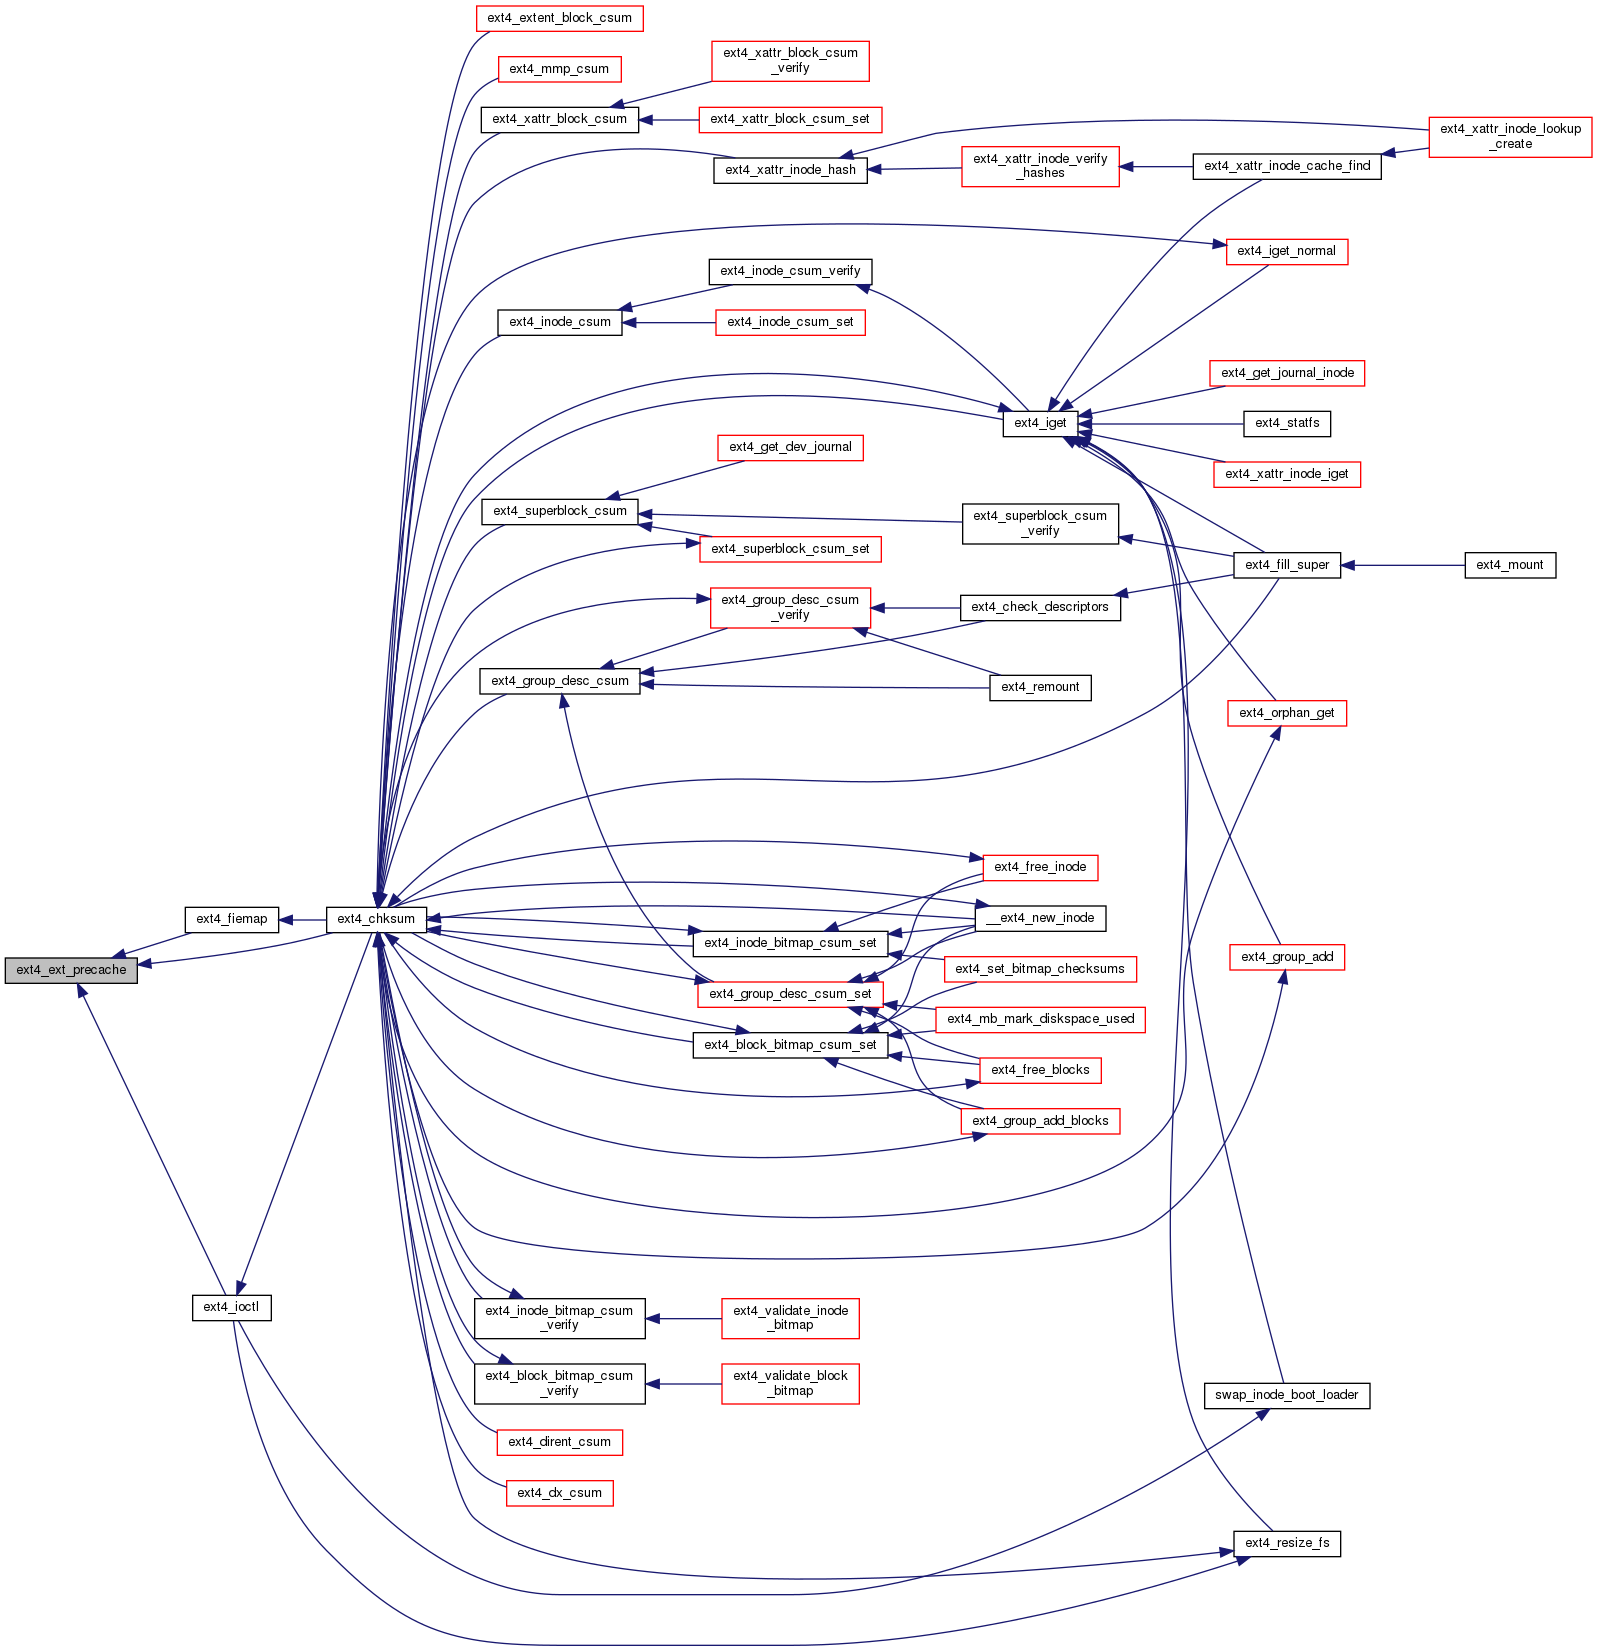 ext4_extent_block_csum
ext4_xattr_block_csum
_verify
ext4_mmp_csum
ext4_xattr_block_csum
ext4_xattr_block_csum_set
ext4_xattr_inode_lookup
_create
ext4_xattr_inode_hash
ext4_xattr_inode_verify
_hashes
ext4_xattr_inode_cache_find
ext4_iget_normal
ext4_inode_csum_verify
ext4_inode_csum
ext4_inode_csum_set
ext4_get_journal_inode
ext4_iget
ext4_statfs
ext4_get_dev_journal
ext4_xattr_inode_iget
ext4_superblock_csum
ext4_superblock_csum
_verify
ext4_superblock_csum_set
ext4_fill_super
ext4_mount
ext4_group_desc_csum
_verify
ext4_check_descriptors
ext4_group_desc_csum
ext4_remount
ext4_orphan_get
ext4_free_inode
ext4_fiemap
ext4_chksum
__ext4_new_inode
ext4_inode_bitmap_csum_set
ext4_group_add
ext4_ext_precache
ext4_set_bitmap_checksums
ext4_group_desc_csum_set
ext4_mb_mark_diskspace_used
ext4_block_bitmap_csum_set
ext4_free_blocks
ext4_group_add_blocks
ext4_ioctl
ext4_inode_bitmap_csum
_verify
ext4_validate_inode
_bitmap
ext4_block_bitmap_csum
_verify
ext4_validate_block
_bitmap
swap_inode_boot_loader
ext4_dirent_csum
ext4_dx_csum
ext4_resize_fs